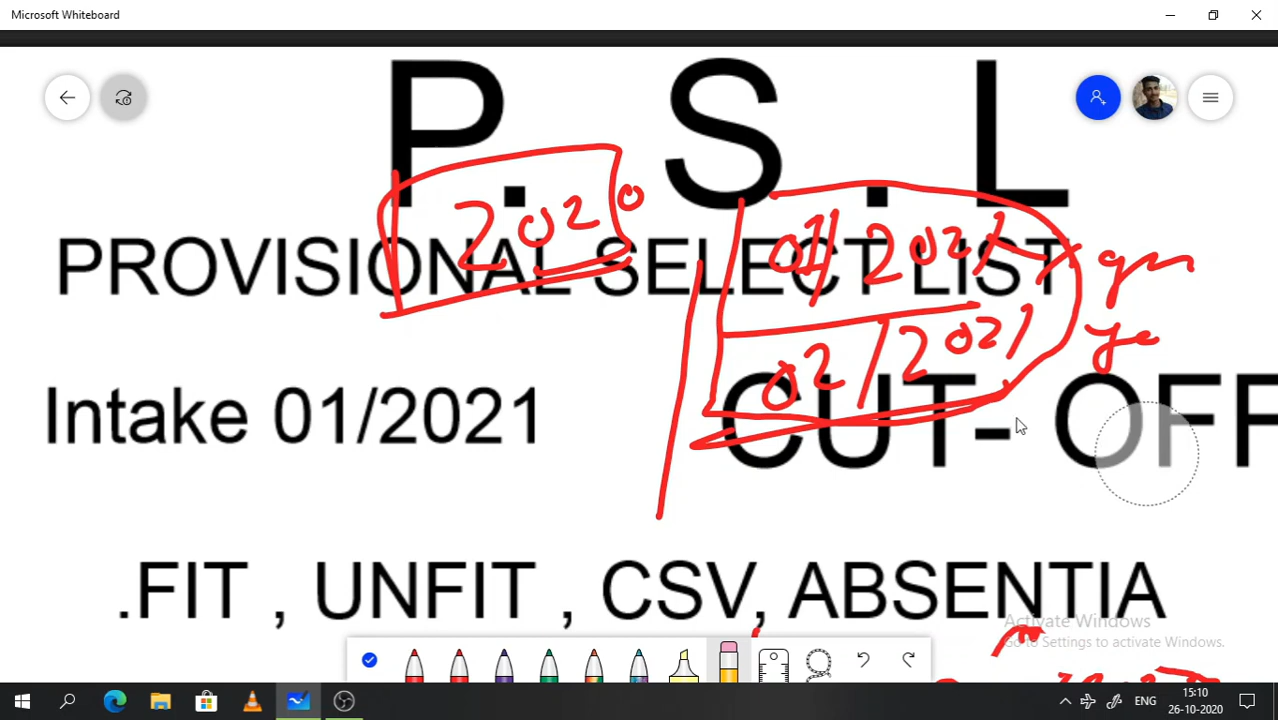 Microsoft Whiteboard
P. S. L
2020
01/2021
PROVISIONAL SELECT LIST
02/2021
Intake 01/2021
CUT- OFF
.FIT , UNFIT , CSV, ABSENTIA
Activate Windows
Go to Settings to activate Windows.
ENG
15:10
26-10-2020